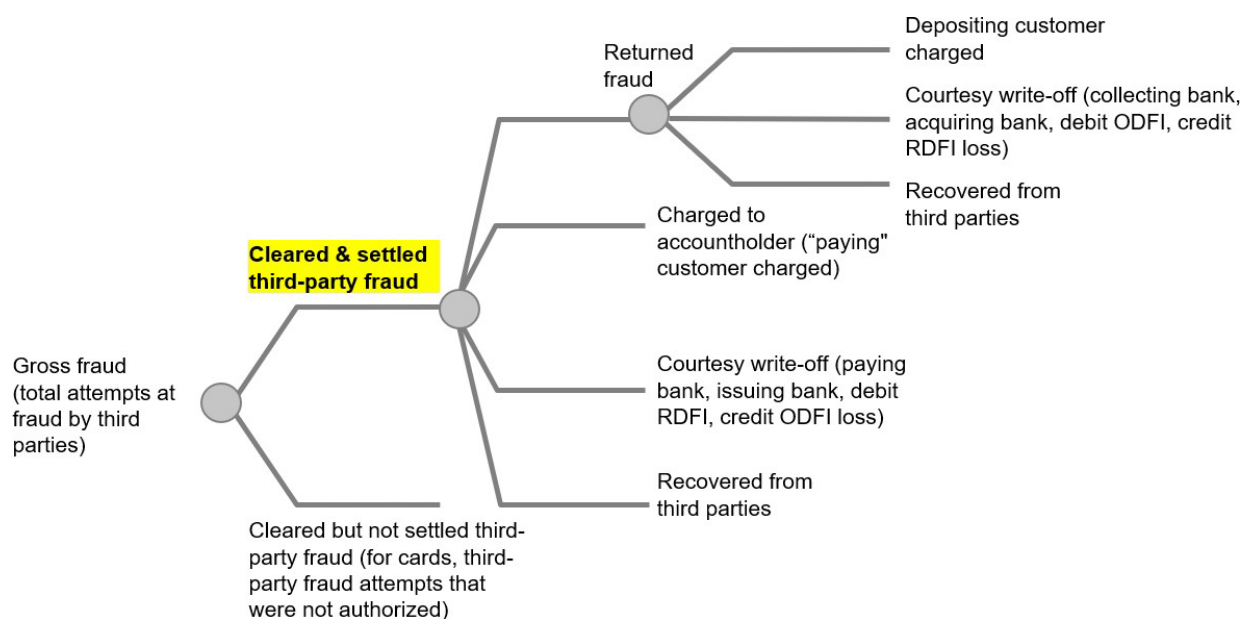 Gross fraud
(total attempts at
fraud by third
parties)
Cleared & settled
third-party fraud
Cleared but not settled third-
party fraud (for cards, third-
party fraud attempts that
were not authorized)
Returned
fraud
Charged to
accountholder (“paying"
customer charged)
Courtesy write-off (paying
bank, issuing bank, debit
RDFI, credit ODFI loss)
Recovered from
third parties
Depositing customer
charged
Courtesy write-off (collecting bank,
acquiring bank, debit ODFI, credit
RDFI loss)
Recovered from
third parties